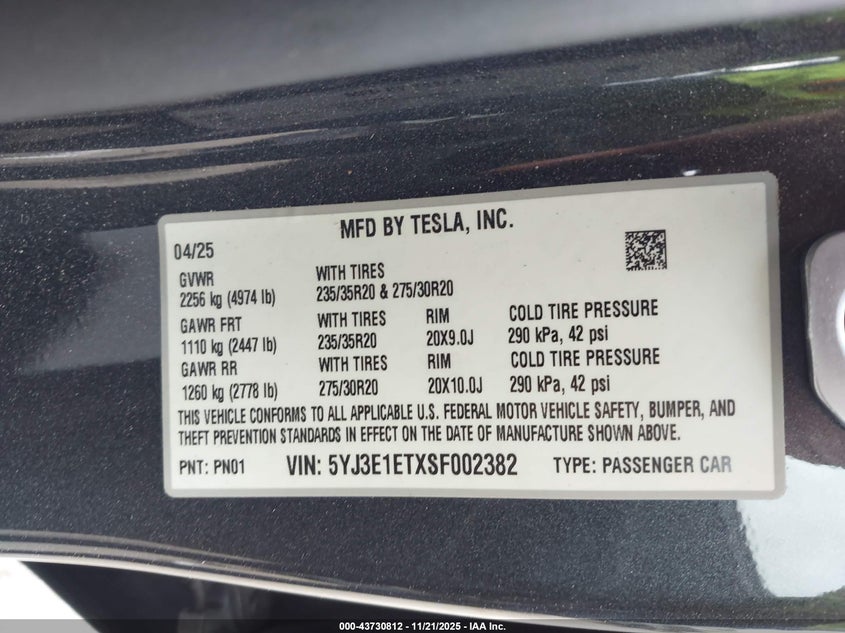 MFD BY TESLA, INC.
04/25
GVWR WITH TIRES
2256 kg (4974 lb) 235/35R20 & 275/30R20
GAWR FRT WITH TIRES RIM COLD TIRE PRESSURE
1110 kg (2447 lb) 235/35R20 20X9.0J 290 kPa, 42 psi
GAWR RR WITH TIRES RIM COLD TIRE PRESSURE
1260 kg (2778 lb) 275/30R20 20X10.0J 290 kPa, 42 psi
THIS VEHICLE CONFORMS TO ALL APPLICABLE U.S. FEDERAL MOTOR VEHICLE SAFETY, BUMPER, AND
THEFT PREVENTION STANDARDS IN EFFECT ON THE DATE OF MANUFACTURE SHOWN ABOVE.
PNT: PN01 VIN: 5YJ3E1ETXSF002382 TYPE: PASSENGER CAR
000-43730812 - 11/21/2025 - IAA Inc.